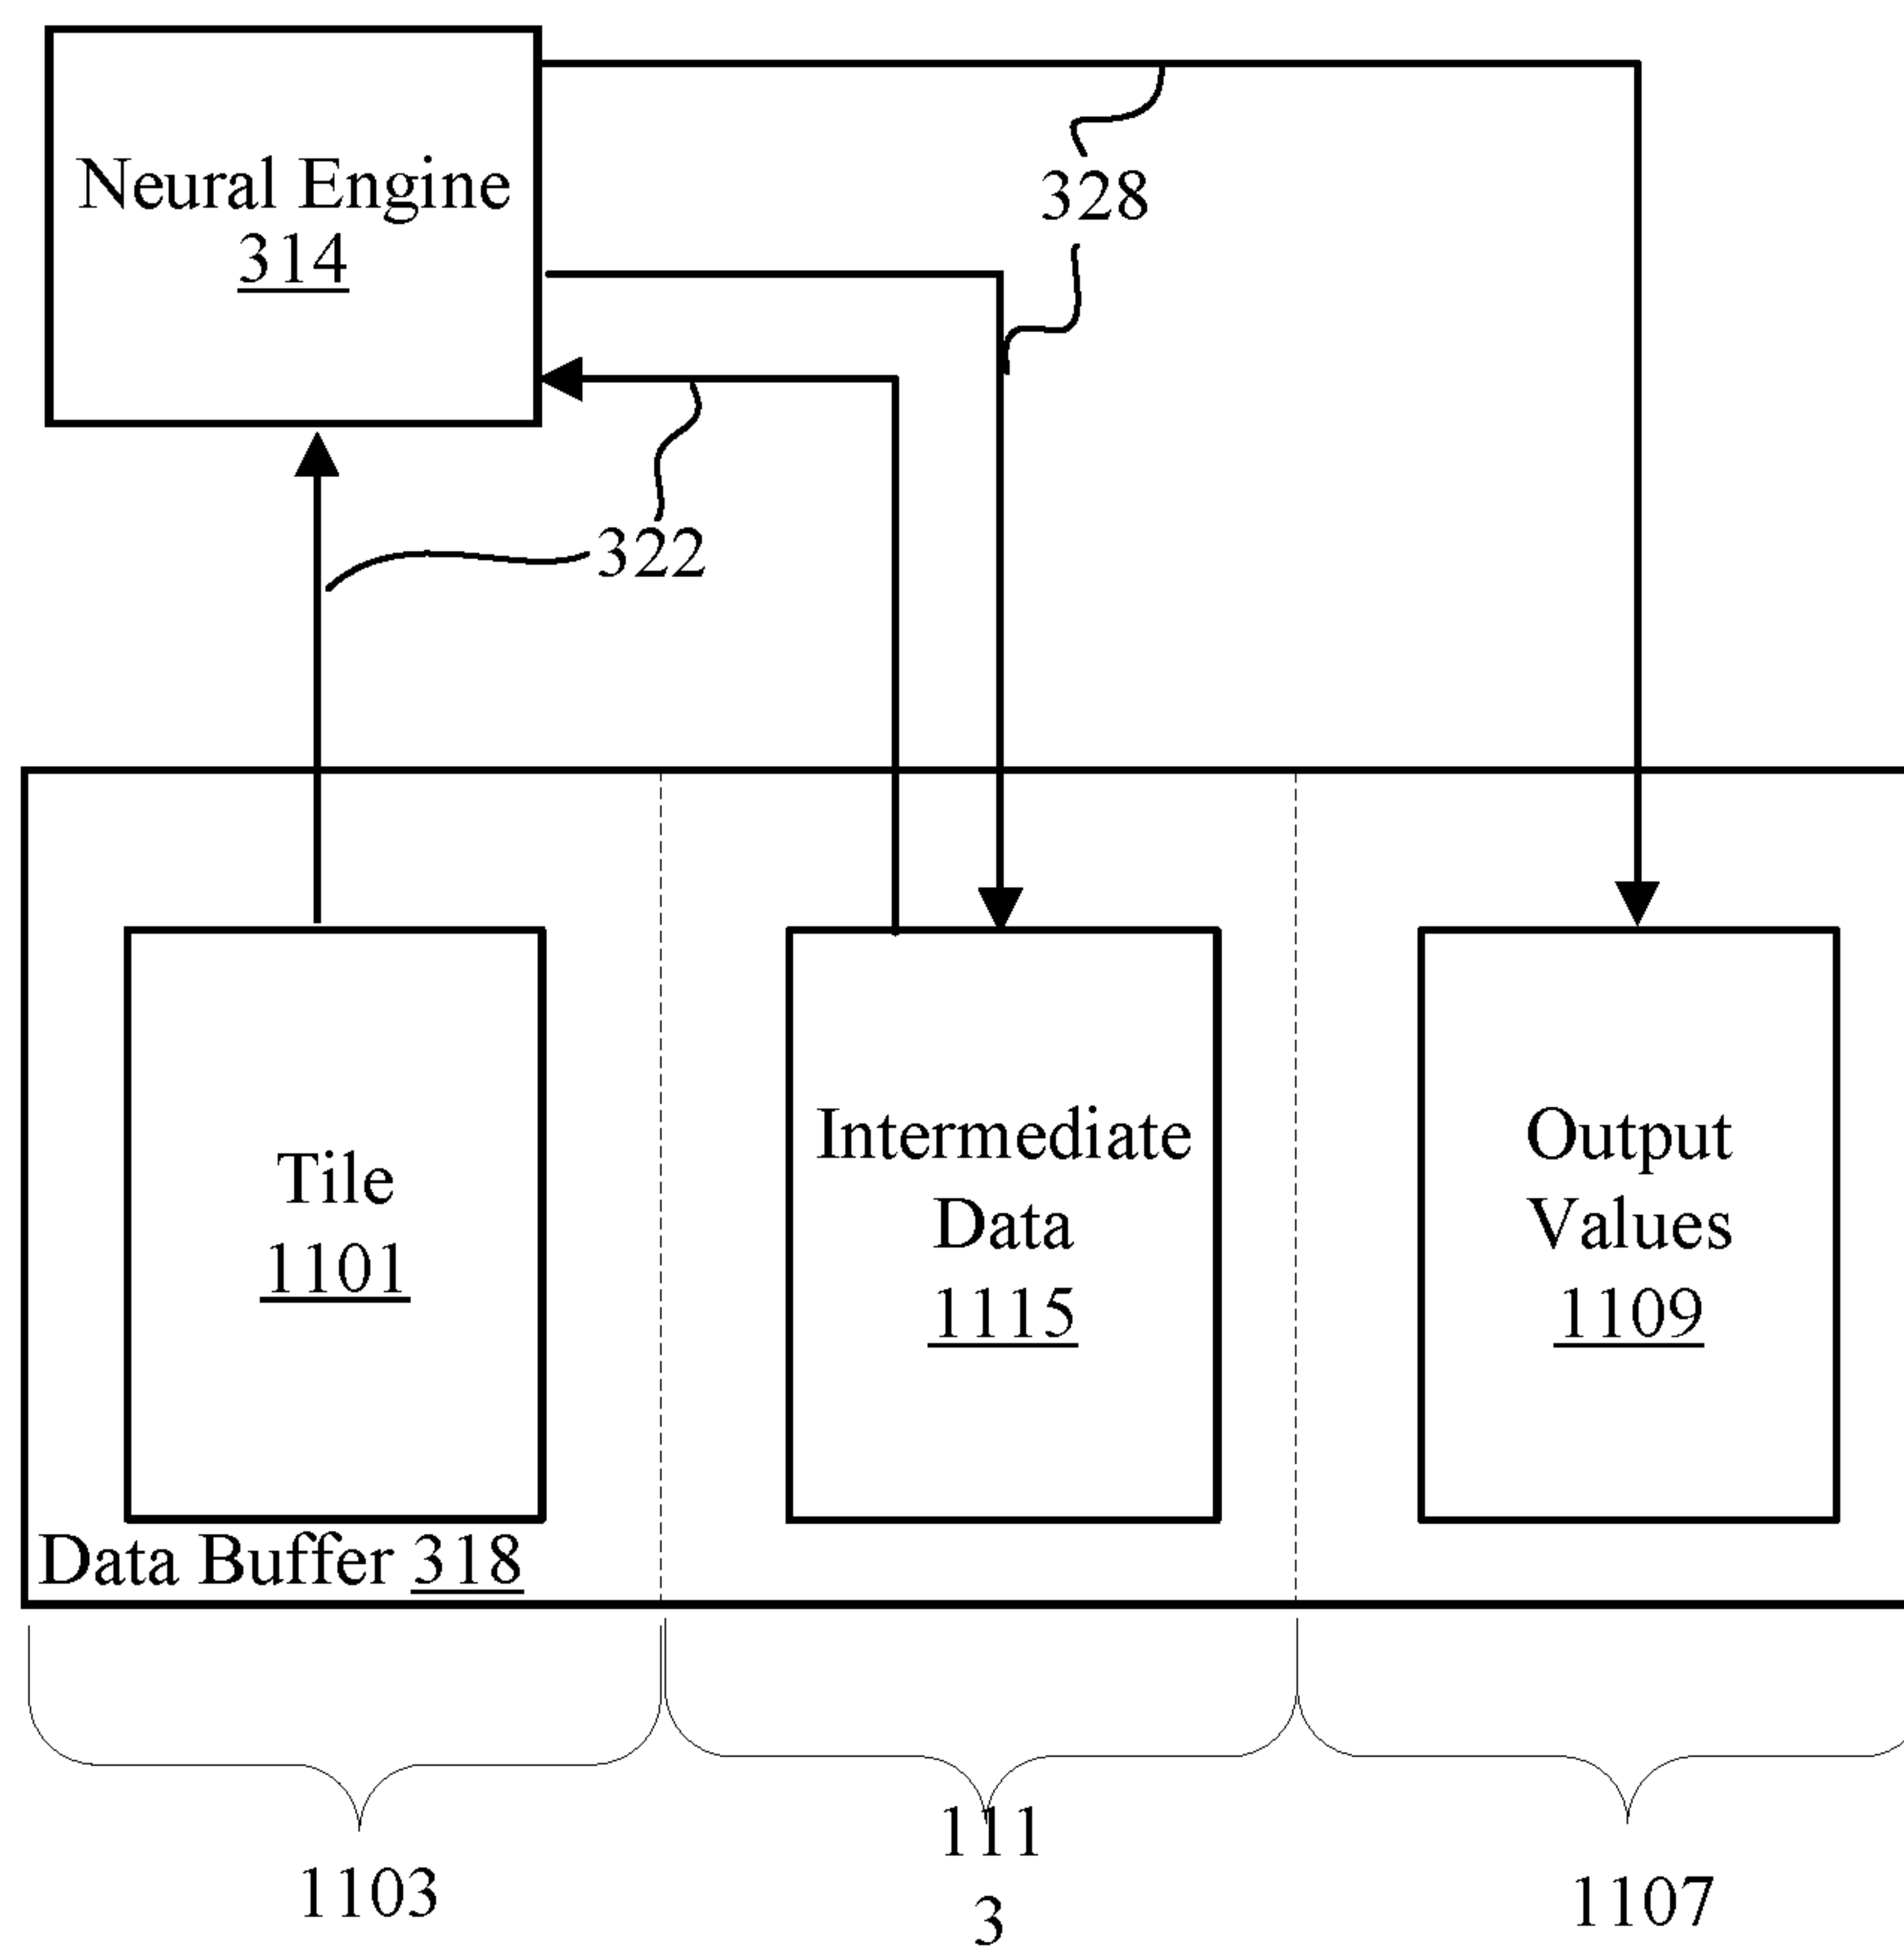 Neural Engine
314
328
322
Tile
1101
Intermediate
Data
1115
Output
Values
1109
Data Buffer 318
1103
111
3
1107